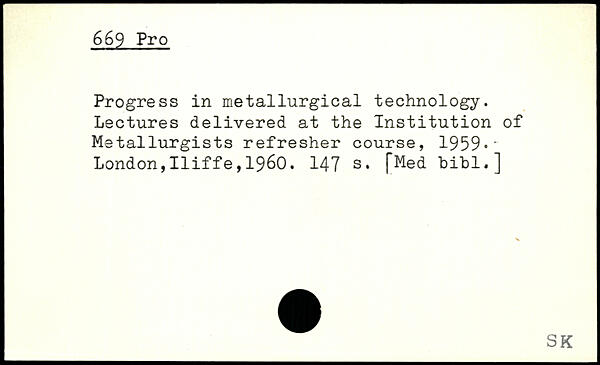 669 Pro
Progress in metallurgical technology.
Lectures delivered at the Institution of
Metallurgists refresher course, 1959.-
London,Iliffe,1960. 147 s. [Med bibl.]
SK